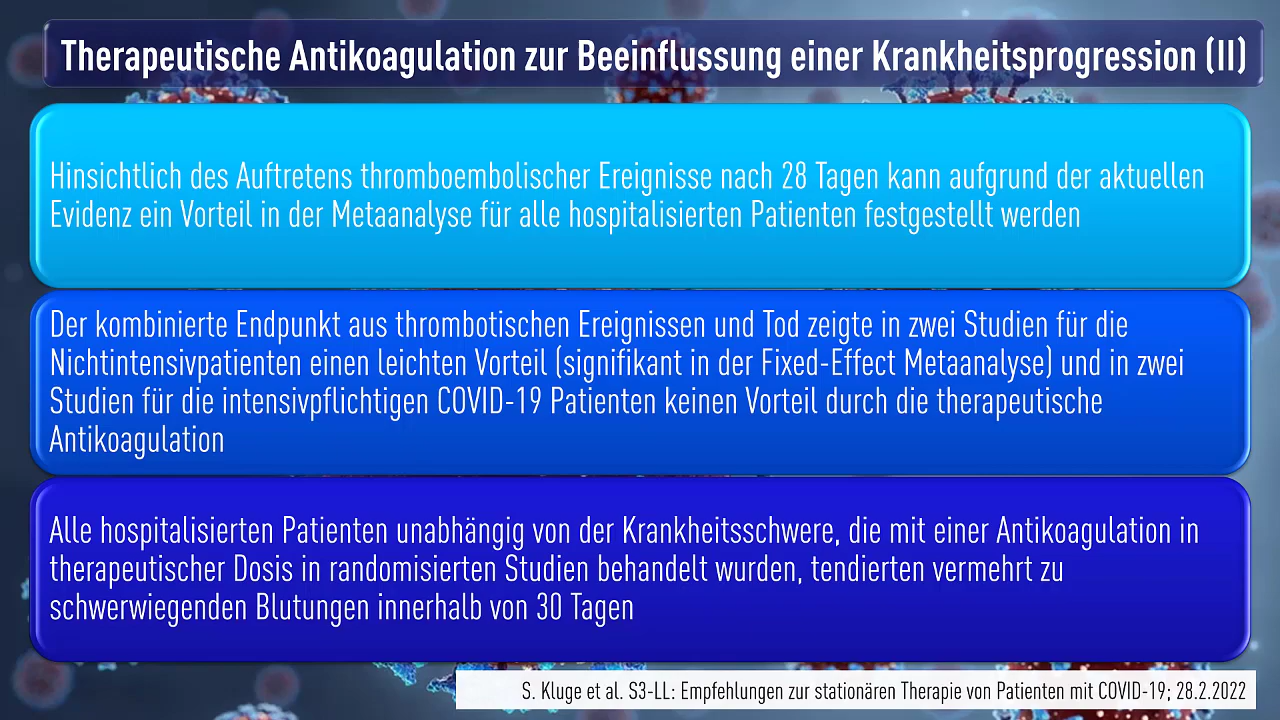 Therapeutische Antikoagulation zur Beeinflussung einer Krankheitsprogression (II)
Hinsichtlich des Auftretens thromboembolischer Ereignisse nach 28 Tagen kann aufgrund der aktuellen
Evidenz ein Vorteil in der Metaanalyse für alle hospitalisierten Patienten festgestellt werden
Der kombinierte Endpunkt aus thrombotischen Ereignissen und Tod zeigte in zwei Studien für die
Nichtintensivpatienten einen leichten Vorteil (signifikant in der Fixed-Effect Metaanalyse) und in zwei
Studien für die intensivpflichtigen COVID-19 Patienten keinen Vorteil durch die therapeutische
Antikoagulation
Alle hospitalisierten Patienten unabhängig von der Krankheitsschwere, die mit einer Antikoagulation in
therapeutischer Dosis in randomisierten Studien behandelt wurden, tendierten vermehrt zu
schwerwiegenden Blutungen innerhalb von 30 Tagen
S. Kluge et al. S3-LL: Empfehlungen zur stationären Therapie von Patienten mit COVID-19; 28.2.2022